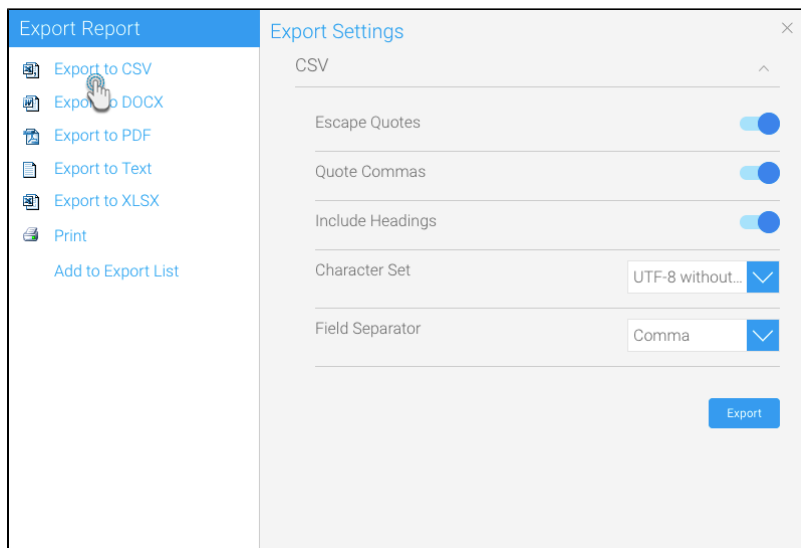 Export Report
Export to CSV
Export to DOCX
Export to PDF
Export to Text
Export to XLSX
Print
Add to Export List
Export Settings
CSV
Escape Quotes
Quote Commas
Include Headings
Character Set
UTF-8 without...
Field Separator
Comma
Export